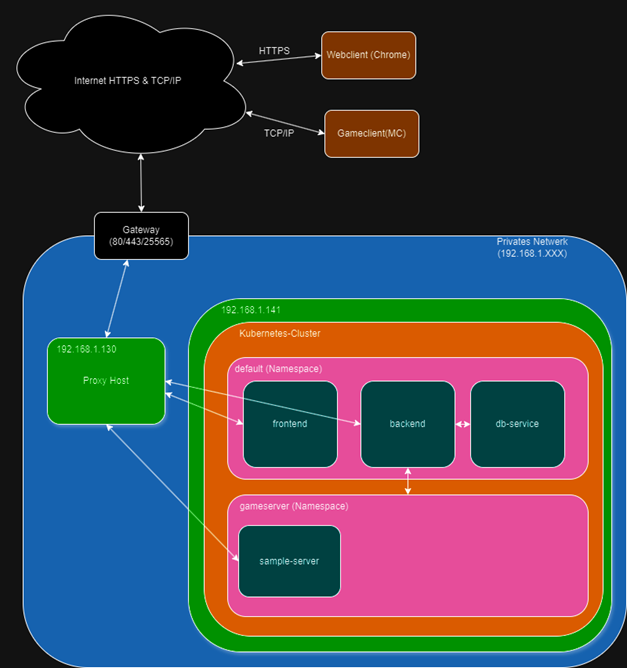 HTTPS
Webclient (Chrome)
Internet HTTPS & TCP/IP
TCP/IP
Gameclient(MC)
Gateway
(80/443/25565)
Privates Netwerk
(192.168.1.XXX)
192.168.1.141
Kubernetes-Cluster
192.168.1.130
Proxy Host
default (Namespace)
frontend
backend
db-service
gameserver (Namespace)
sample-server